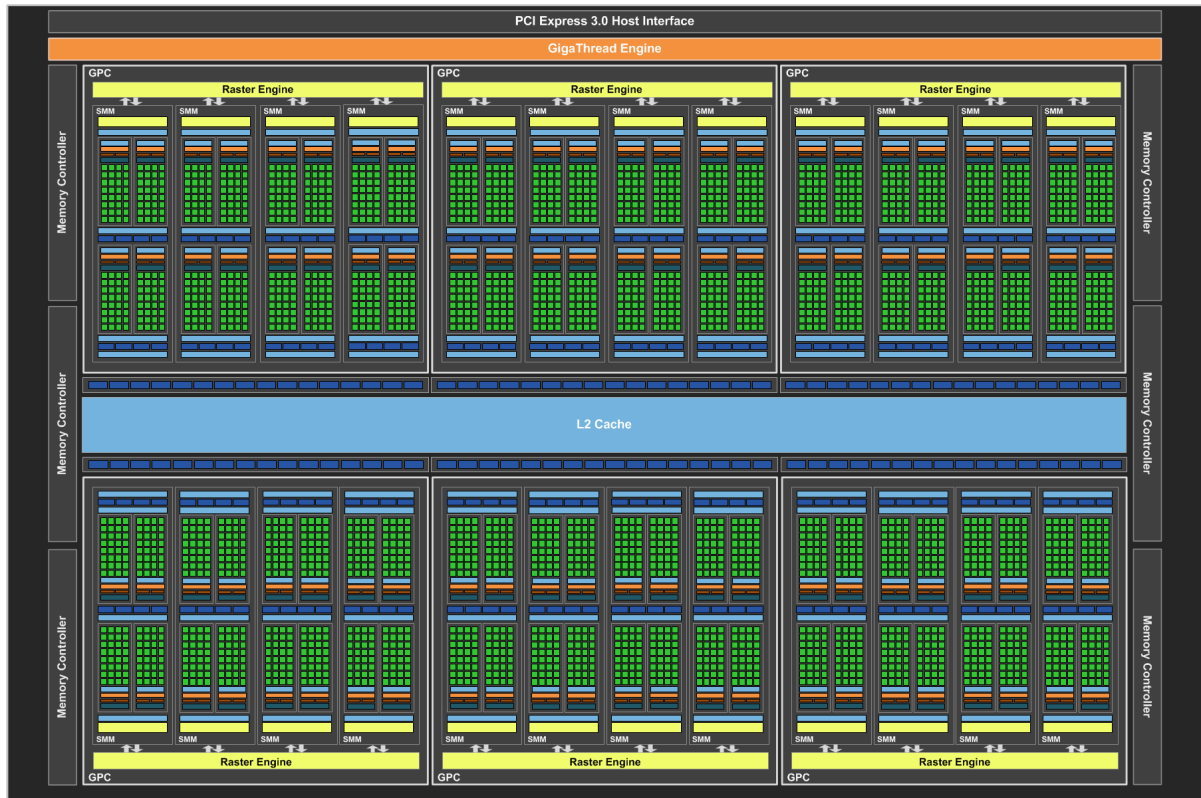 PCI Express 3.0 Host Interface
GigaThread Engine
GPC
GPC
GPC
Raster Engine
Raster Engine
Raster Engine
SMM
SMM
SMM
SMM
SMM
SMM
SMM
SMM
SMM
SMM
SMM
SMM
Memory Controller
Memory Controller
Memory Controller
Memory Controller
L2 Cache
Memory Controller
Memory Controller
SMM
SMM
SMM
SMM
SMM
SMM
SMM
SMM
SMM
SMM
SMM
SMM
Raster Engine
Raster Engine
Raster Engine
GPC
GPC
GPC